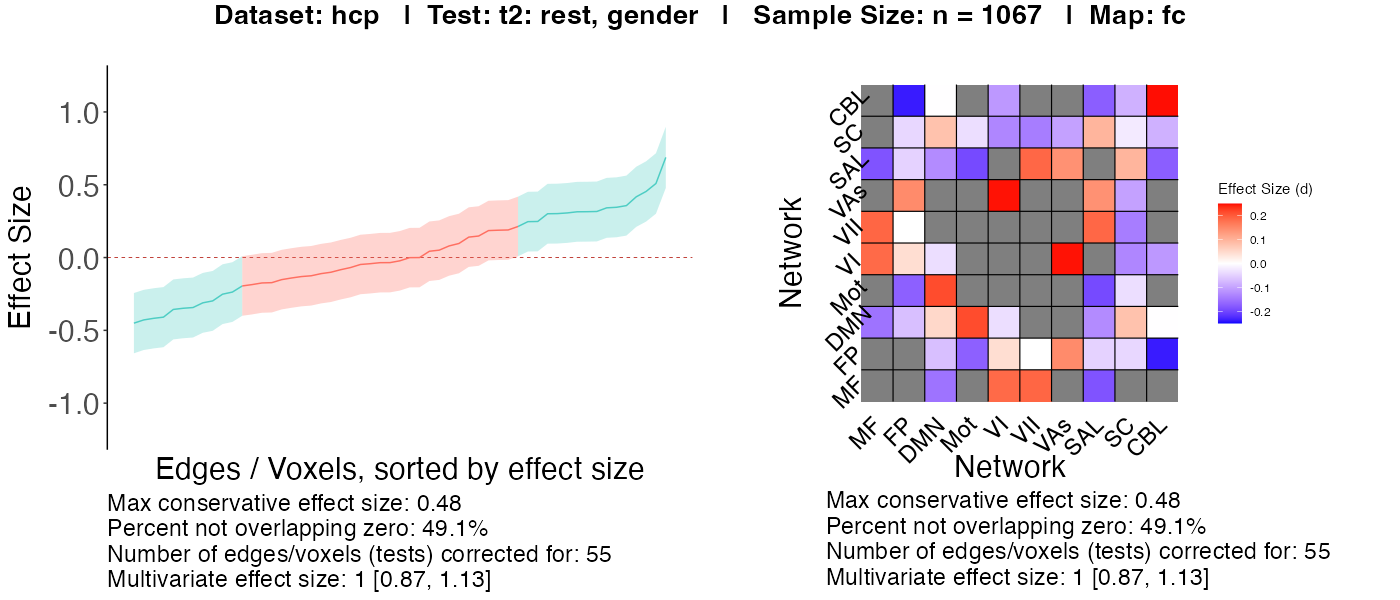 Dataset: hcp | Test: t2: rest, gender | Sample Size: n = 1067 | Map: fc
Effect Size
1.0
0.5
0.0
-0.5
-1.0
Edges / Voxels, sorted by effect size
Max conservative effect size: 0.48
Percent not overlapping zero: 49.1%
Number of edges/voxels (tests) corrected for: 55
Multivariate effect size: 1 [0.87, 1.13]
Network
CBL
SC
SAL
VAs
VII
VI
Mot
DMN
FP
MF
MF
FP
DMN
Mot
VI
VII
VAs
SAL
SC
CBL
Network
Effect Size (d)
0.2
0.1
0.0
-0.1
-0.2
Max conservative effect size: 0.48
Percent not overlapping zero: 49.1%
Number of edges/voxels (tests) corrected for: 55
Multivariate effect size: 1 [0.87, 1.13]